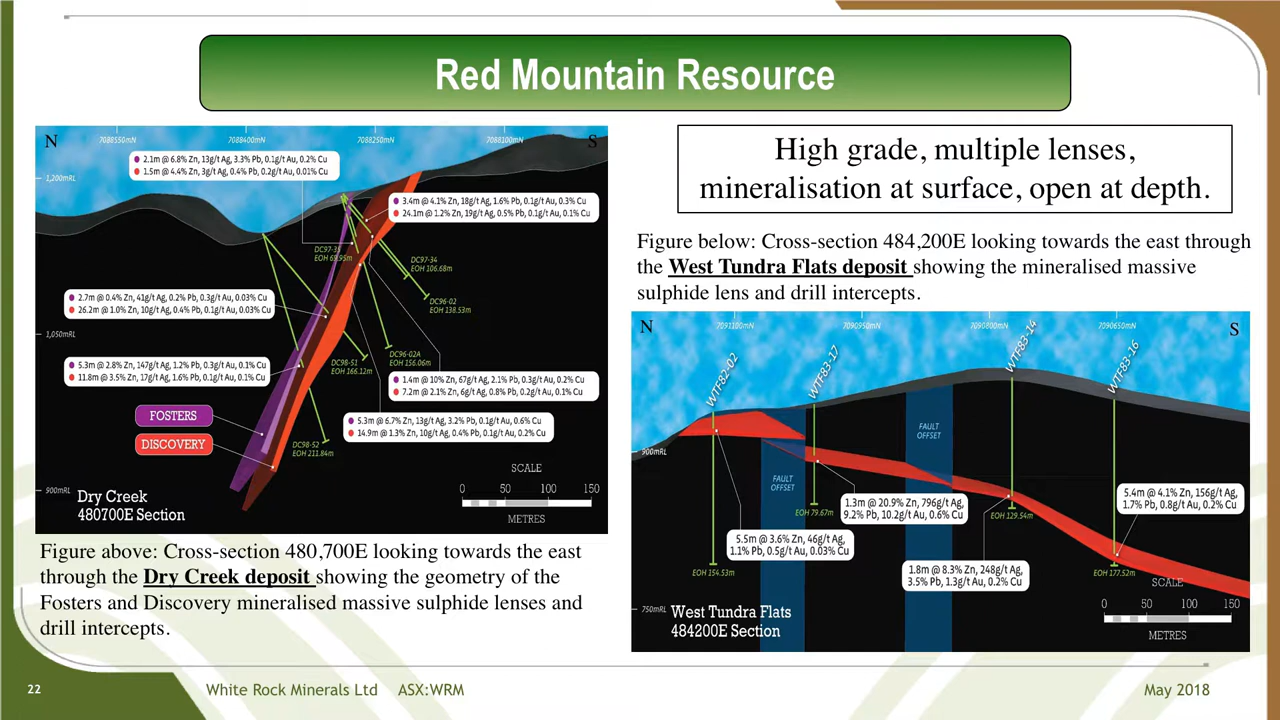 Red Mountain Resource
N
S
7088550mN
7088400mN
7088250mN
7088100mN
2.1m @ 6.8% Zn, 13g/t Ag, 3.3% Pb, 0.1g/t Au, 0.2% Cu
1.5m @ 4.4% Zn, 3g/t Ag, 0.4% Pb, 0.2g/t Au, 0.01% Cu
1,200mRL
3.4m @ 4.1% Zn, 18g/t Ag, 1.6% Pb, 0.1g/t Au, 0.3% Cu
24.1m @ 1.2% Zn, 19g/t Ag, 0.5% Pb, 0.1g/t Au, 0.1% Cu
DC97-33
EOH 69.95m
DC97-34
EOH 106.68m
DC96-02
EOH 138.53m
2.7m @ 0.4% Zn, 41g/t Ag, 0.2% Pb, 0.3g/t Au, 0.03% Cu
26.2m @ 1.0% Zn, 10g/t Ag, 0.4% Pb, 0.1g/t Au, 0.03% Cu
1,050mRL
DC96-02A
EOH 156.06m
DC98-51
EOH 166.12m
5.3m @ 2.8% Zn, 147g/t Ag, 1.2% Pb, 0.3g/t Au, 0.1% Cu
11.8m @ 3.5% Zn, 17g/t Ag, 1.6% Pb, 0.1g/t Au, 0.1% Cu
1.4m @ 10% Zn, 67g/t Ag, 2.1% Pb, 0.3g/t Au, 0.2% Cu
7.2m @ 2.1% Zn, 6g/t Ag, 0.8% Pb, 0.2g/t Au, 0.1% Cu
FOSTERS
DISCOVERY
5.3m @ 6.7% Zn, 13g/t Ag, 3.2% Pb, 0.1g/t Au, 0.6% Cu
14.9m @ 1.3% Zn, 10g/t Ag, 0.4% Pb, 0.1g/t Au, 0.2% Cu
DC98-52
EOH 211.84m
900mRL
Dry Creek
480700E Section
SCALE
0 50 100 150
METRES
Figure above: Cross-section 480,700E looking towards the east
through the Dry Creek deposit showing the geometry of the
Fosters and Discovery mineralised massive sulphide lenses and
drill intercepts.
High grade, multiple lenses,
mineralisation at surface, open at depth.
Figure below: Cross-section 484,200E looking towards the east through
the West Tundra Flats deposit showing the mineralised massive
sulphide lens and drill intercepts.
N
S
7091100mN
7090950mN
7090800mN
7090650mN
WTF82-02
WTF83-17
WTF83-14
WTF83-16
900mRL
FAULT
OFFSET
FAULT
OFFSET
EOH 79.67m
1.3m @ 20.9% Zn, 796g/t Ag,
9.2% Pb, 10.2g/t Au, 0.6% Cu
EOH 129.54m
5.4m @ 4.1% Zn, 156g/t Ag,
1.7% Pb, 0.8g/t Au, 0.2% Cu
5.5m @ 3.6% Zn, 46g/t Ag,
1.1% Pb, 0.5g/t Au, 0.03% Cu
EOH 154.53m
1.8m @ 8.3% Zn, 248g/t Ag,
3.5% Pb, 1.3g/t Au, 0.2% Cu
EOH 177.52m
750mRL
West Tundra Flats
484200E Section
SCALE
0 50 100 150
METRES
22
White Rock Minerals Ltd ASX:WRM
May 2018